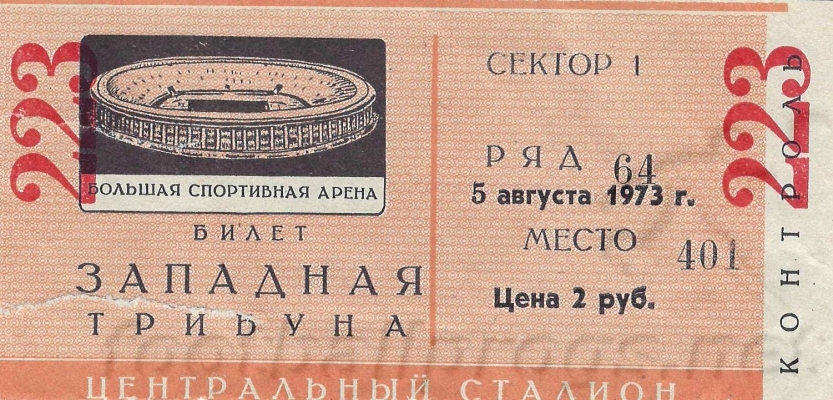 223
БОЛЬШАЯ СПОРТИВНАЯ АРЕНА
БИЛЕТ
ЗАПАДНАЯ
ТРИБУНА
СЕКТОР 1
РЯД 64
5 августа 1973 г.
МЕСТО 401
Цена 2 руб.
223
КОНТРОЛЬ
ЦЕНТРАЛЬНЫЙ СТАДИОН